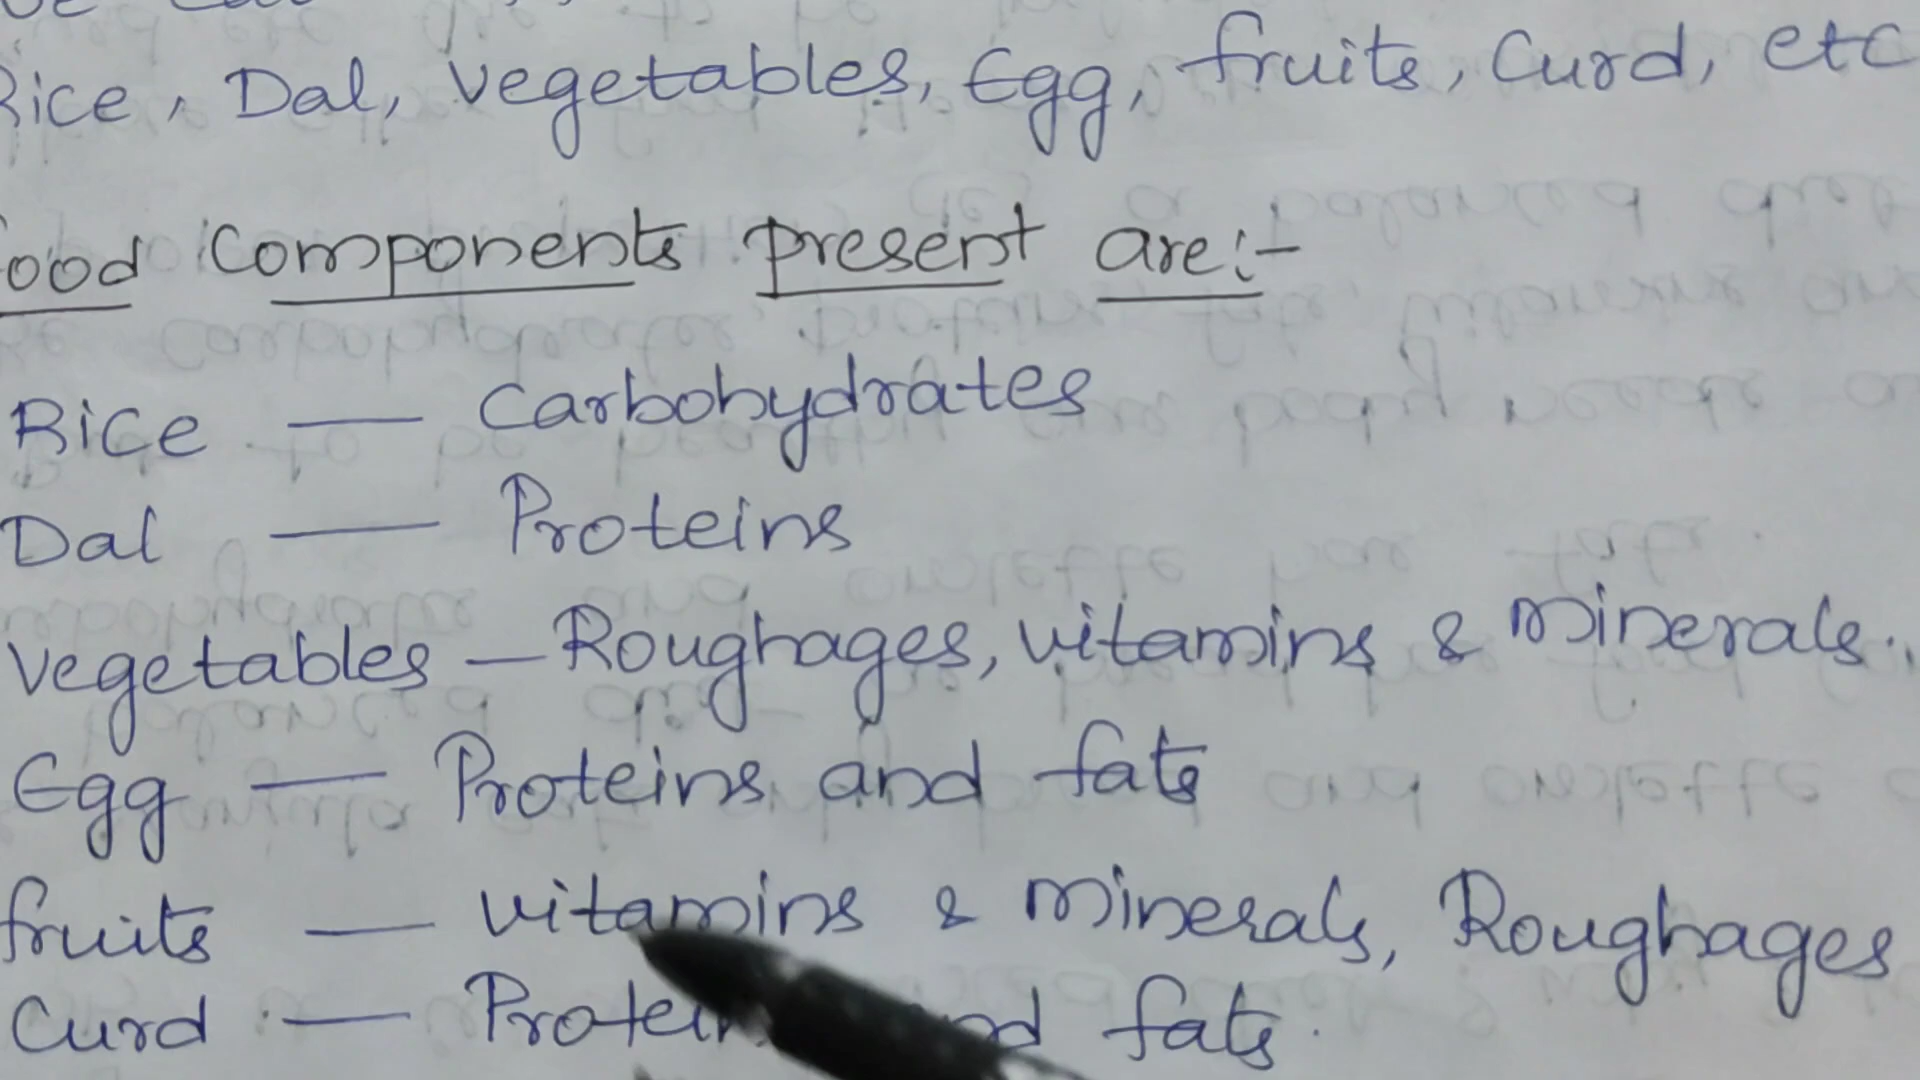 Rice, Dal, Vegetables, Egg, fruits, Curd, etc
Food Components present are:-
Rice — Carbohydrates
Dal — Proteins
Vegetables — Roughages, vitamins & minerals.
Egg — Proteins and fats
fruits — vitamins & minerals, Roughages
Curd — Protein fats.